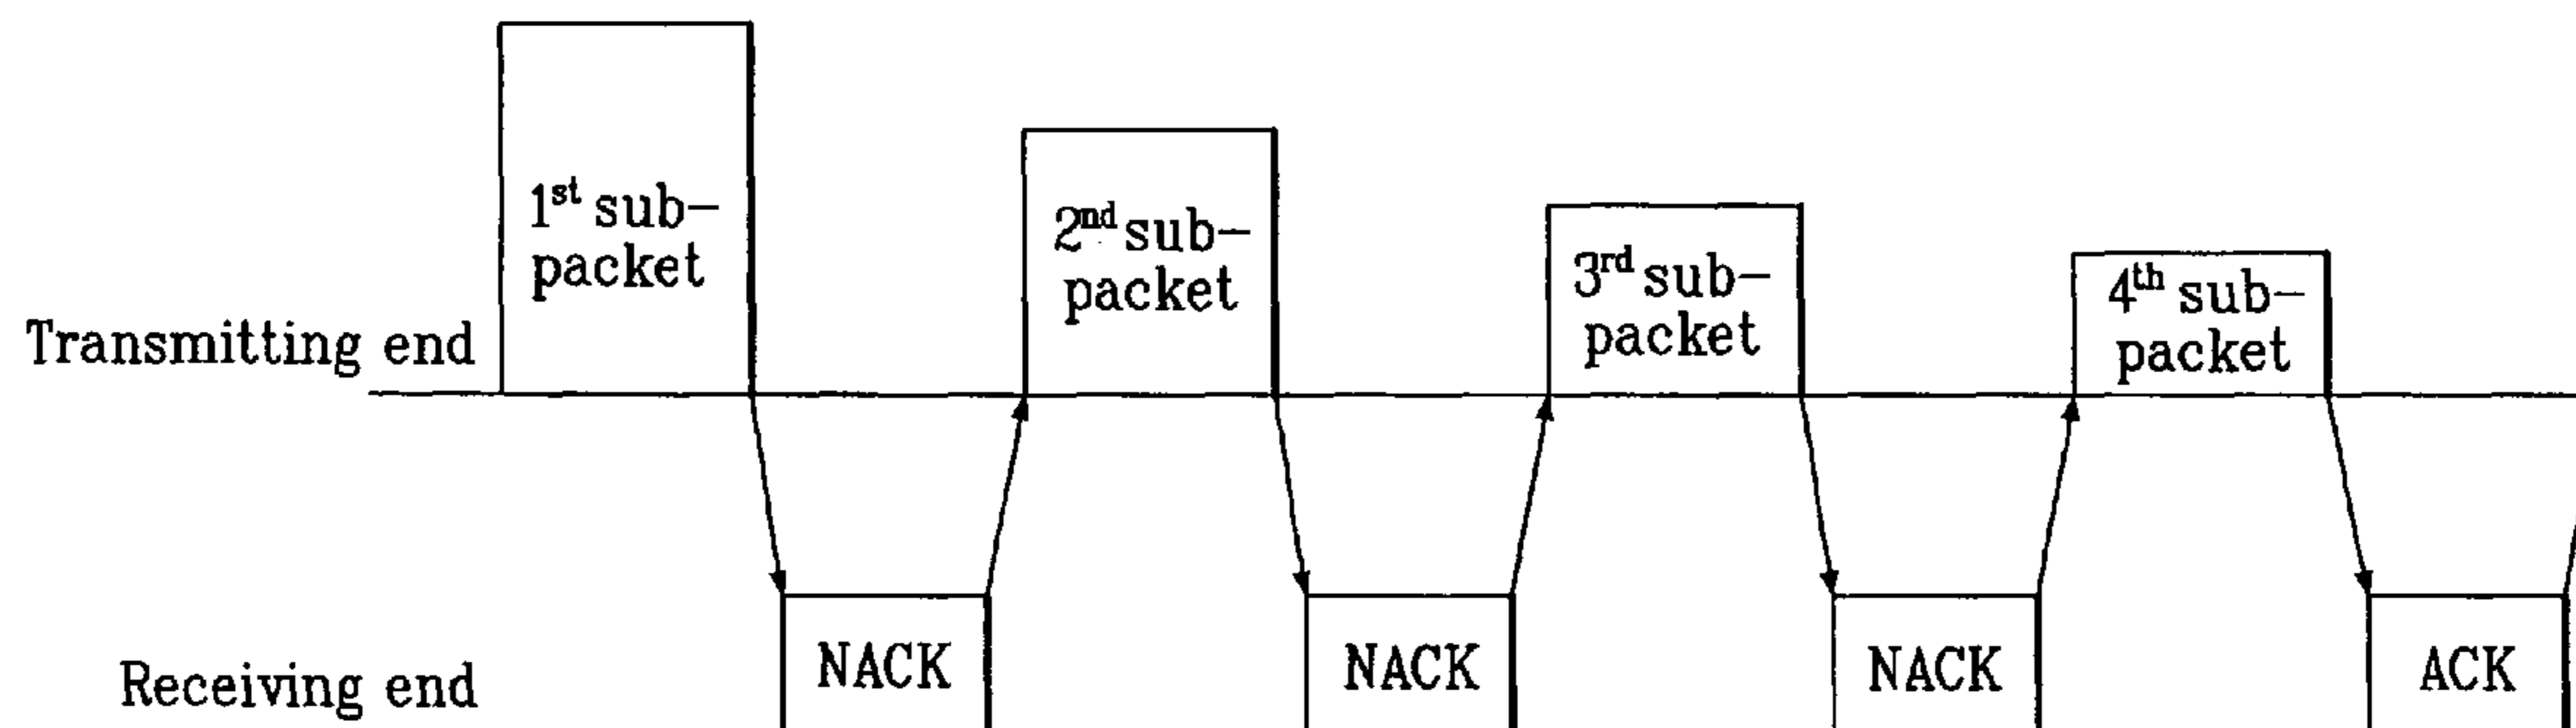 1st sub-
packet
2nd sub-
packet
3rd sub-
packet
4th sub-
packet
Transmitting end
NACK
NACK
NACK
ACK
Receiving end